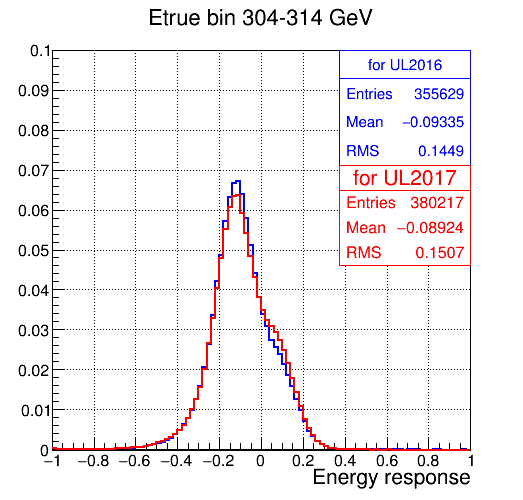 Etrue bin 304-314 GeV
for UL2016
Entries 355629
Mean −0.09335
RMS 0.1449
for UL2017
Entries 380217
Mean −0.08924
RMS 0.1507
0.1
0.09
0.08
0.07
0.06
0.05
0.04
0.03
0.02
0.01
0
−1 −0.8 −0.6 −0.4 −0.2 0 0.2 0.4 0.6 0.8 1
Energy response